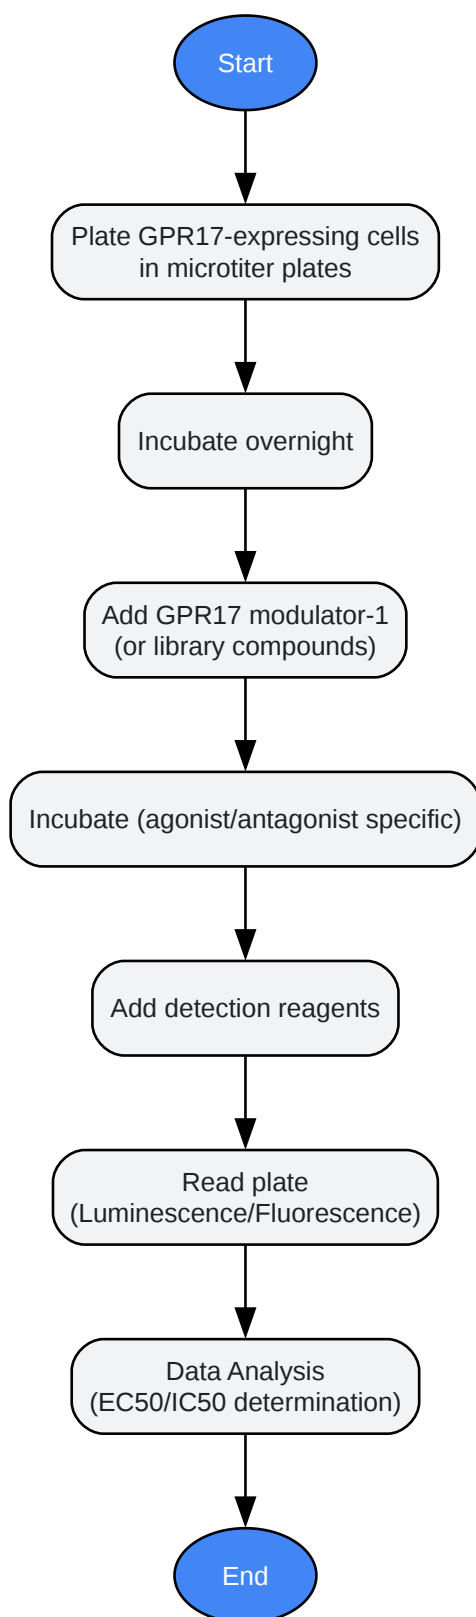 Start
Plate GPR17-expressing cells
in microtiter plates
Incubate overnight
Add GPR17 modulator-1
(or library compounds)
Incubate (agonist/antagonist specific)
Add detection reagents
Read plate
(Luminescence/Fluorescence)
Data Analysis
(EC50/IC50 determination)
End